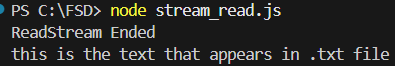 PS C:\FSD> node stream_read.js
ReadStream Ended
this is the text that appears in .txt file